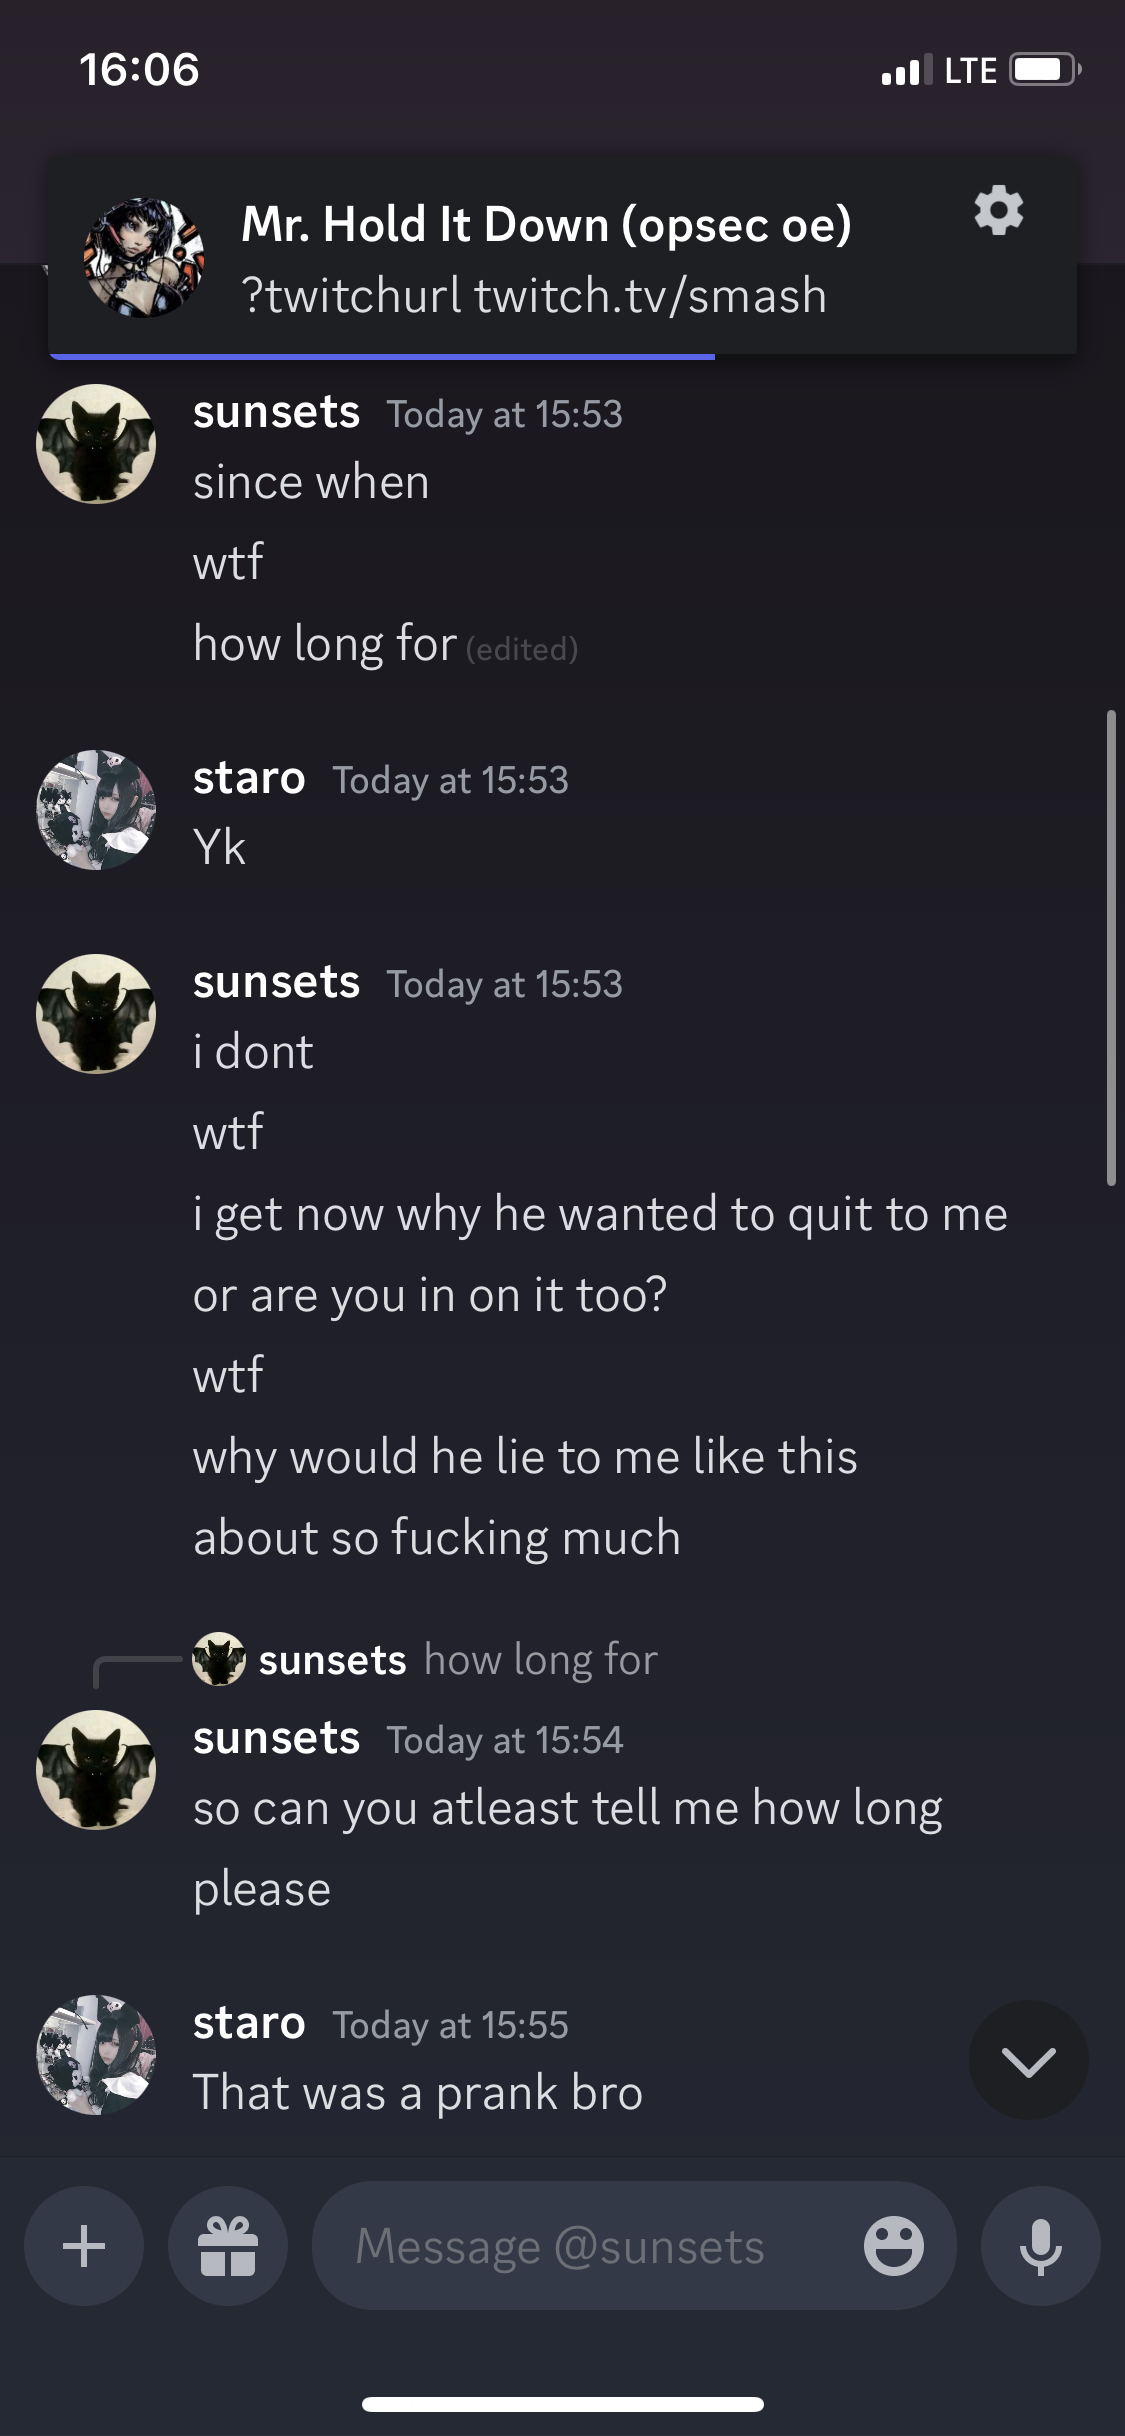 16:06
LTE
Mr. Hold It Down (opsec oe)
?twitchurl twitch.tv/smash
sunsets Today at 15:53
since when
wtf
how long for (edited)
staro Today at 15:53
Yk
sunsets Today at 15:53
i dont
wtf
i get now why he wanted to quit to me
or are you in on it too?
wtf
why would he lie to me like this
about so fucking much
sunsets how long for
sunsets Today at 15:54
so can you atleast tell me how long
please
staro Today at 15:55
That was a prank bro
Message @sunsets